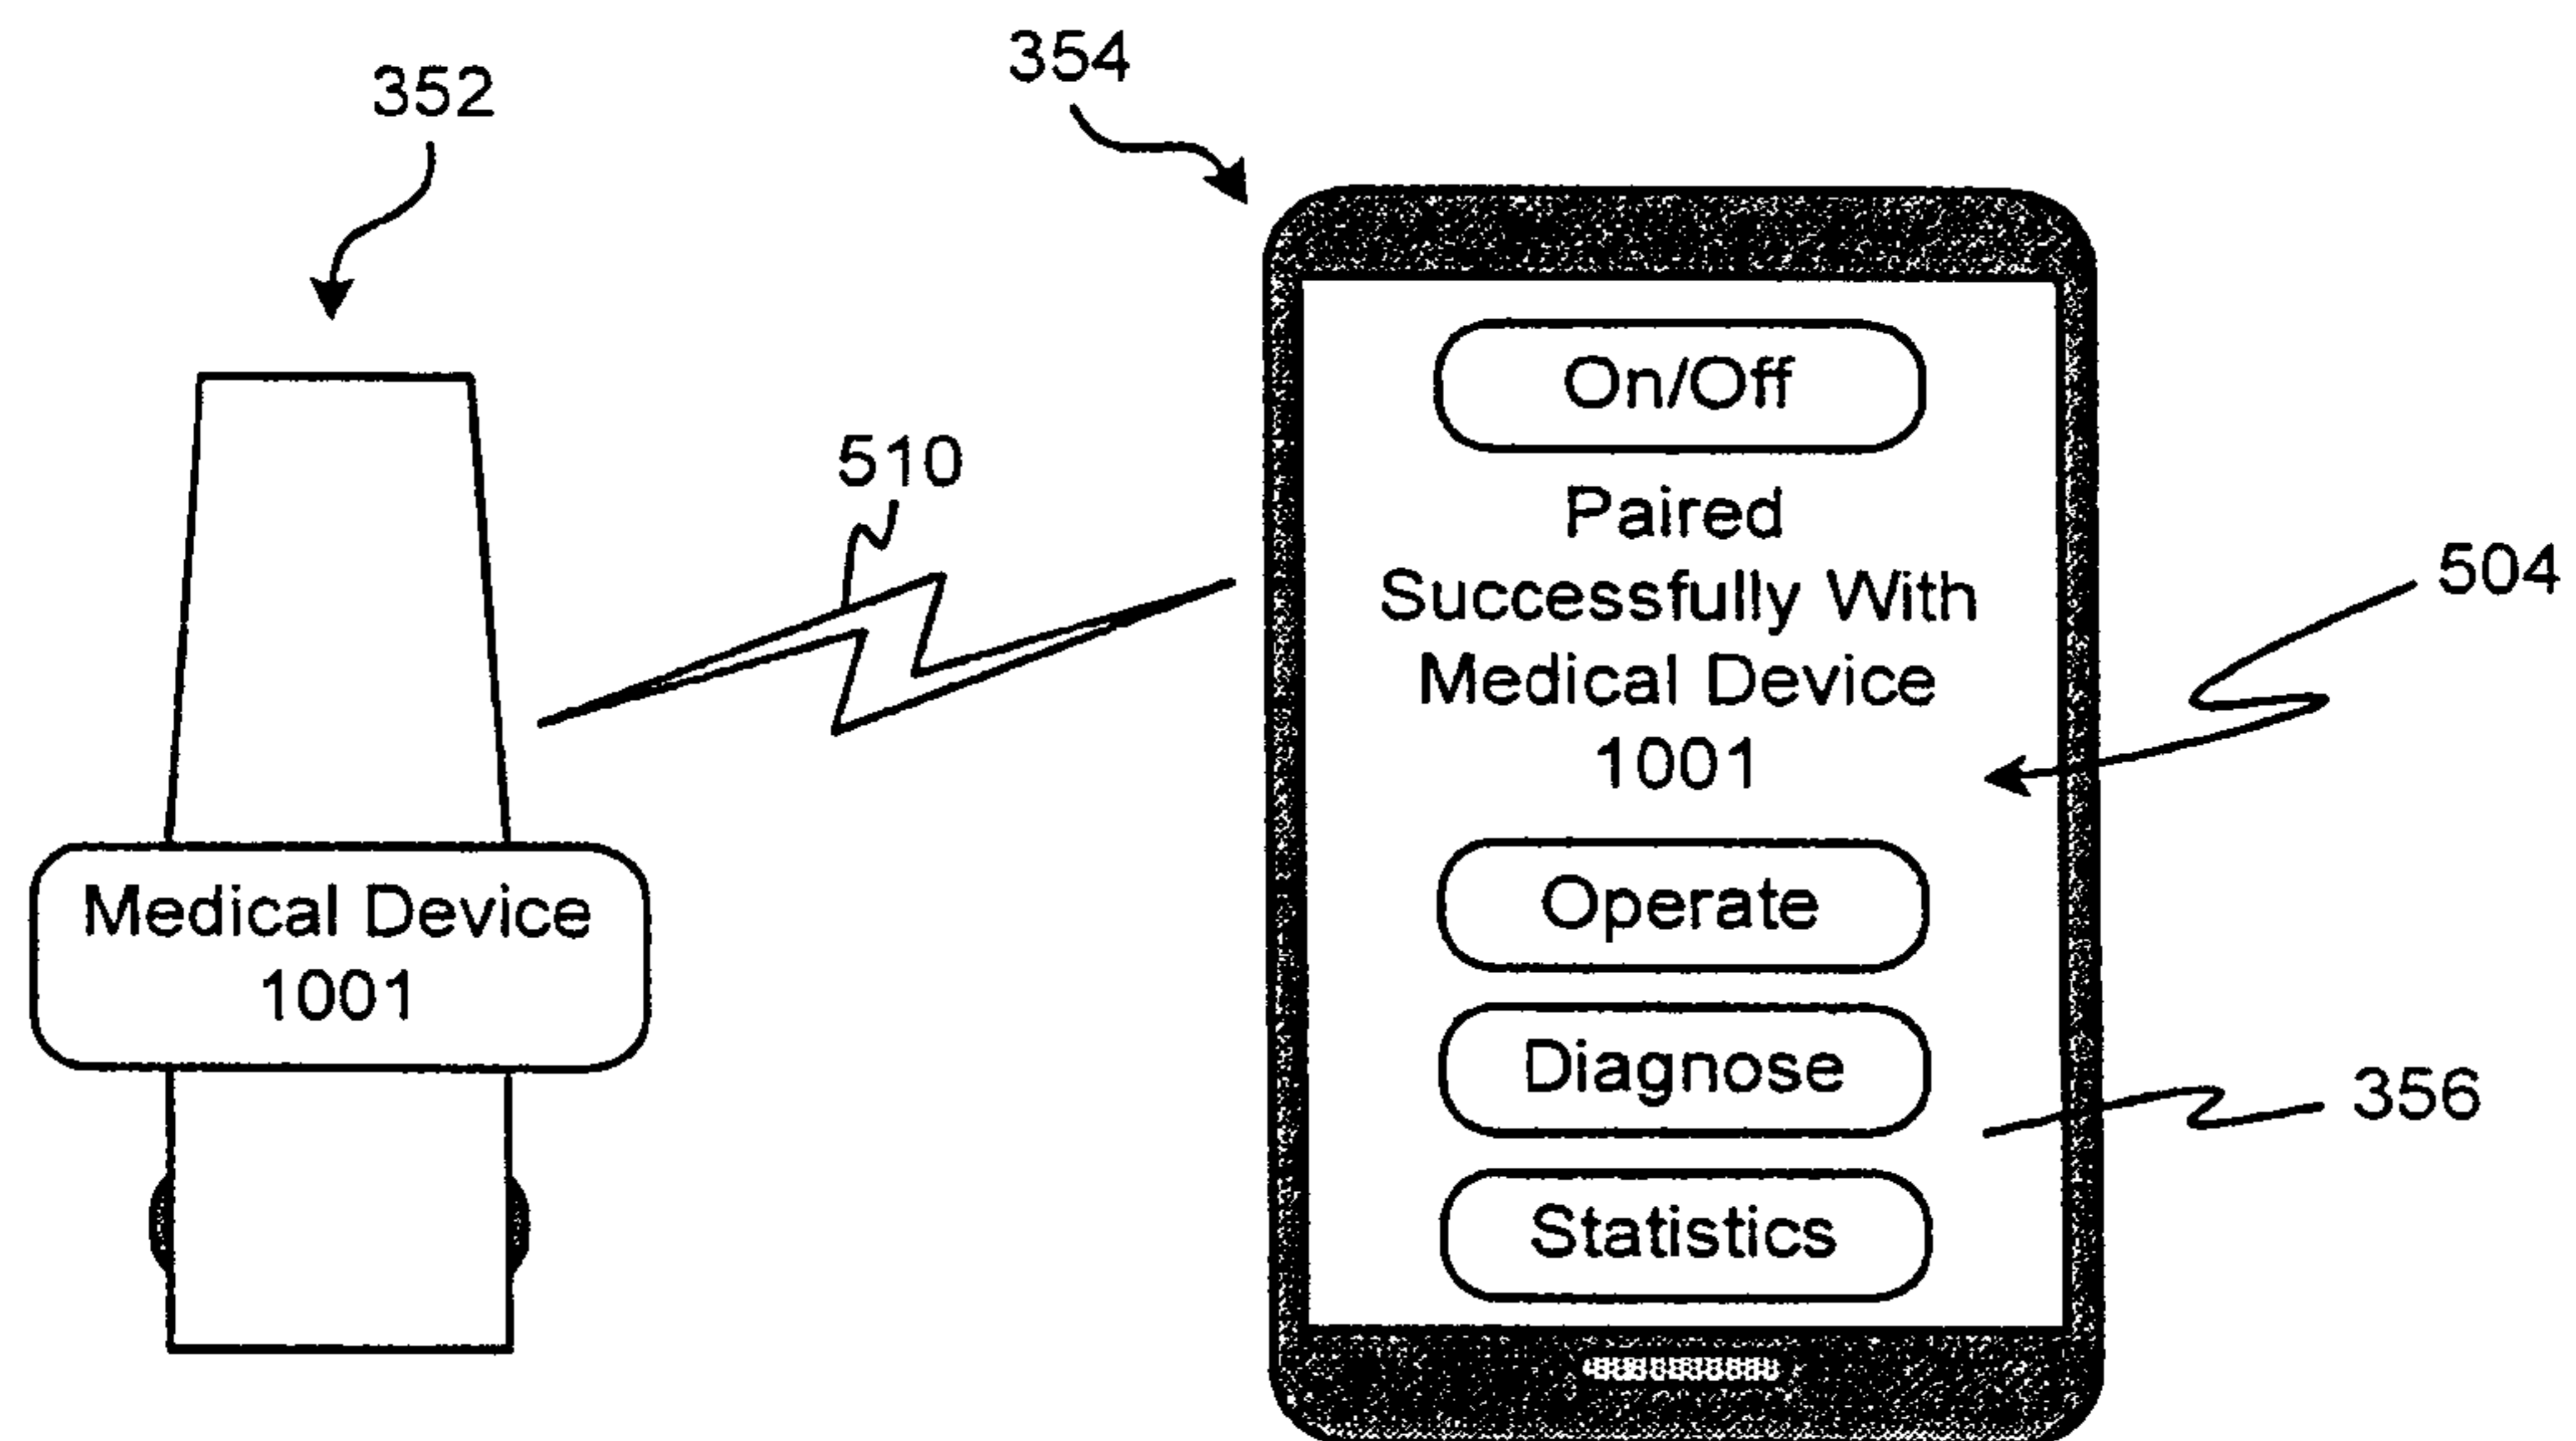 352
354
510
Medical Device
1001
On/Off
Paired
Successfully With
Medical Device
1001
Operate
Diagnose
Statistics
504
356